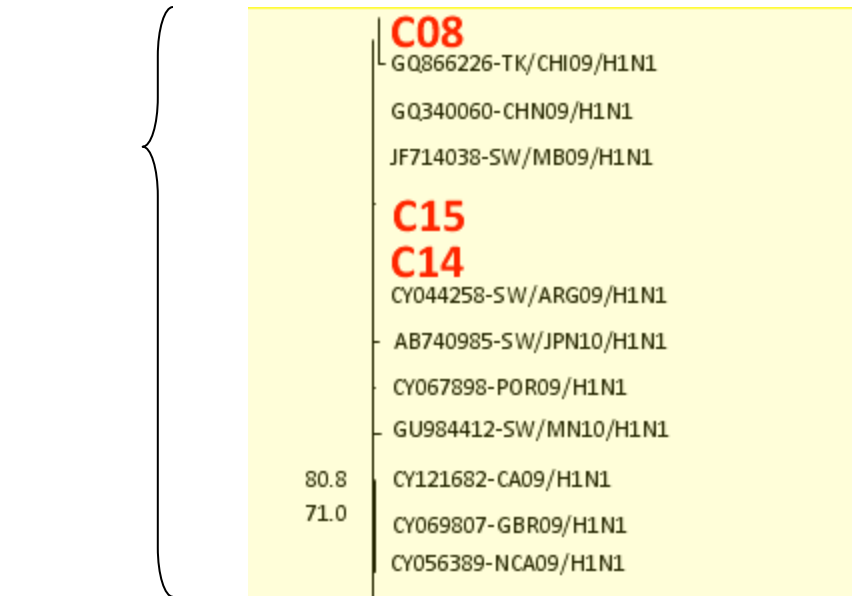 C08
GQ866226-TK/CHI09/H1N1
GQ340060-CHN09/H1N1
JF714038-SW/MB09/H1N1
C15
C14
CY044258-SW/ARG09/H1N1
AB740985-SW/JPN10/H1N1
CY067898-POR09/H1N1
GU984412-SW/MN10/H1N1
80.8 CY121682-CA09/H1N1
71.0
CY069807-GBR09/H1N1
CY056389-NCA09/H1N1